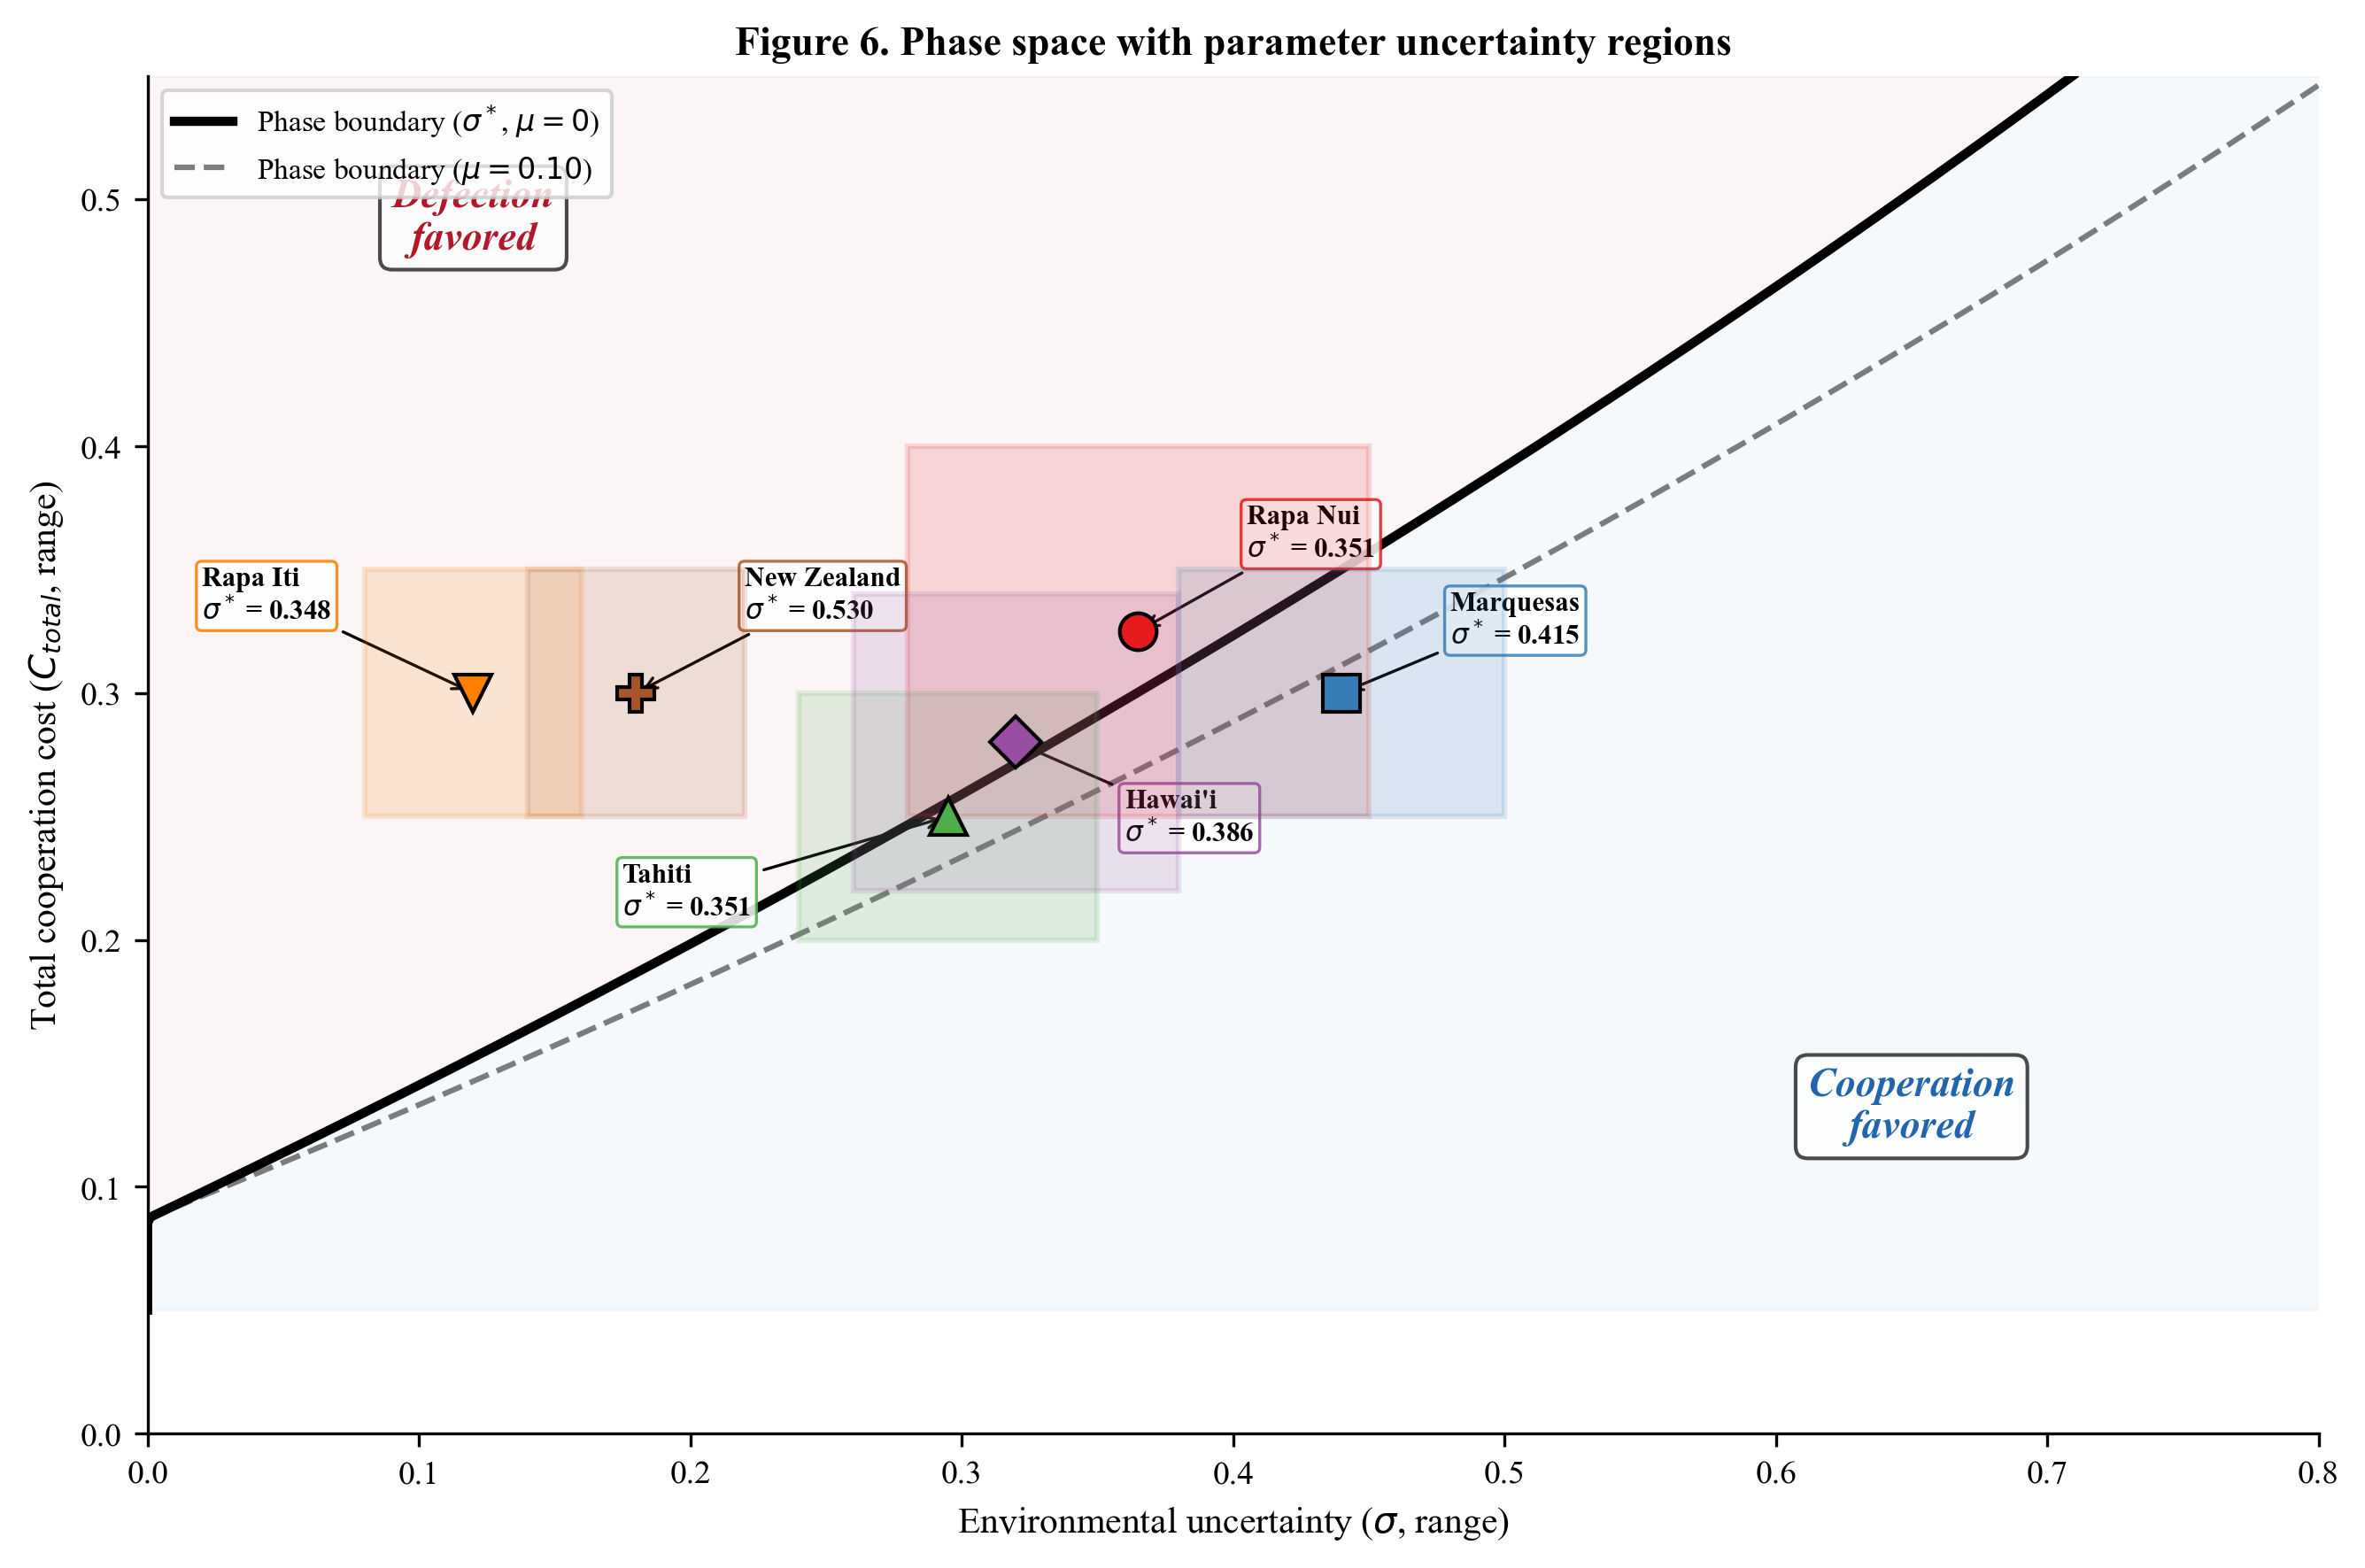 Figure 6. Phase space with parameter uncertainty regions
Phase boundary (σ*, μ = 0)
Phase boundary (μ = 0.10)
Defection
favored
Rapa Iti
σ* = 0.348
New Zealand
σ* = 0.530
Rapa Nui
σ* = 0.351
Marquesas
σ* = 0.415
Hawai'i
σ* = 0.386
Tahiti
σ* = 0.351
Cooperation
favored
Total cooperation cost (C_total, range)
0.5
0.4
0.3
0.2
0.1
0.0
0.0 0.1 0.2 0.3 0.4 0.5 0.6 0.7 0.8
Environmental uncertainty (σ, range)